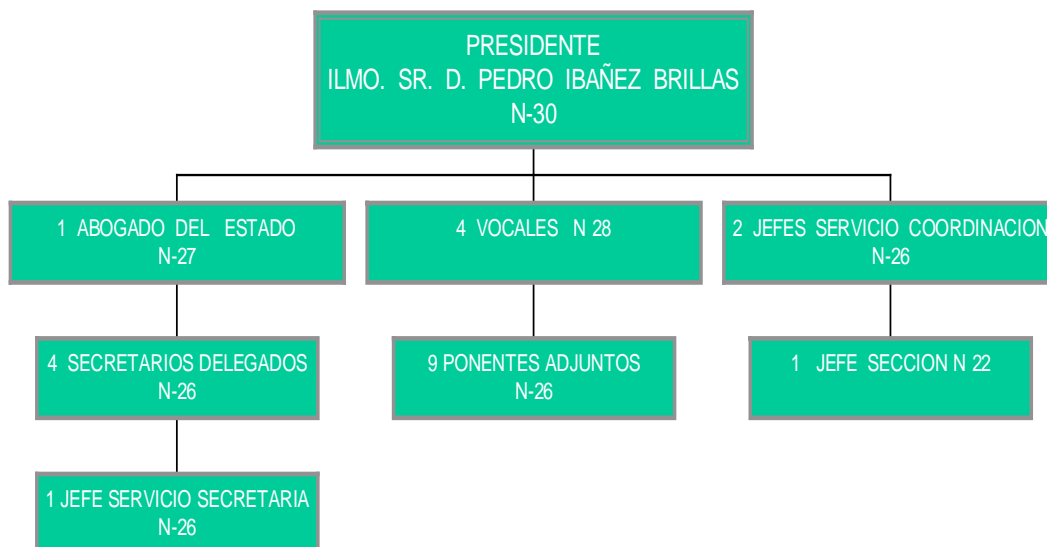 PRESIDENTE
ILMO. SR. D. PEDRO IBAÑEZ BRILLAS
N-30
1 ABOGADO DEL ESTADO
N-27
4 VOCALES N 28
2 JEFES SERVICIO COORDINACION
N-26
4 SECRETARIOS DELEGADOS
N-26
9 PONENTES ADJUNTOS
N-26
1 JEFE SECCION N 22
1 JEFE SERVICIO SECRETARIA
N-26